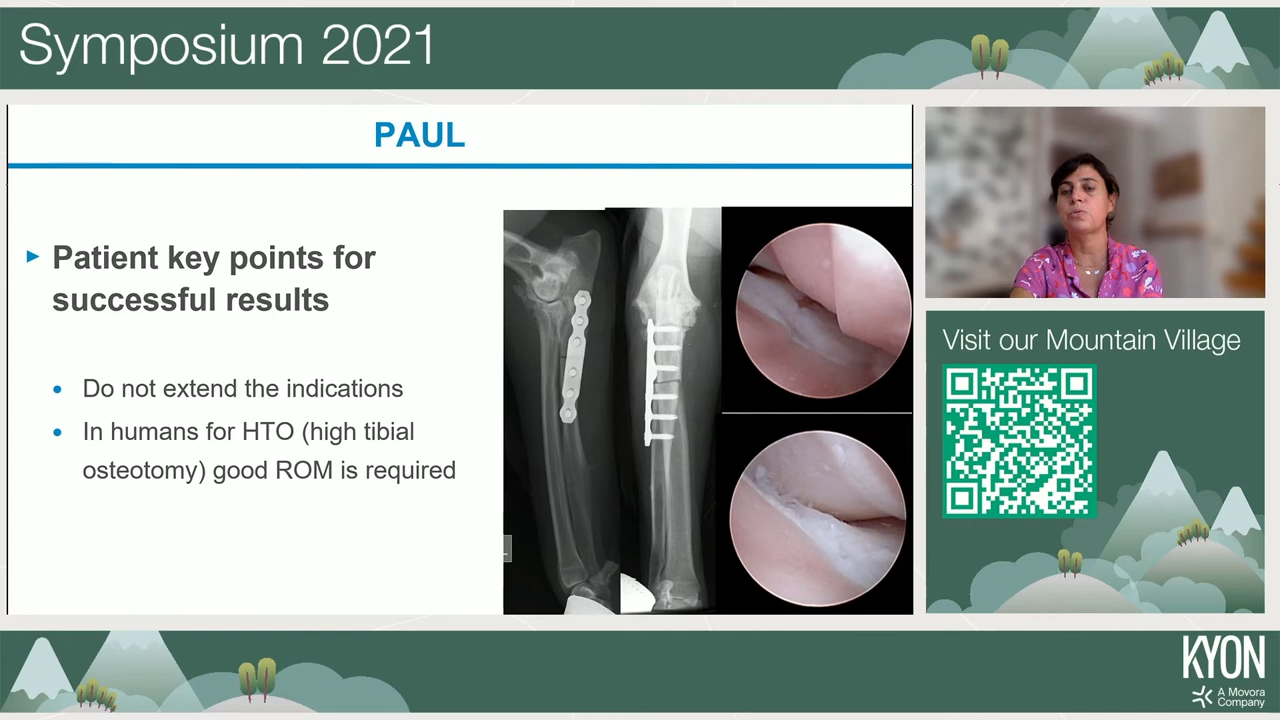 Symposium 2021
PAUL
Patient key points for
successful results
Do not extend the indications
In humans for HTO (high tibial
osteotomy) good ROM is required
Visit our Mountain Village
KYON
A Movora
Company